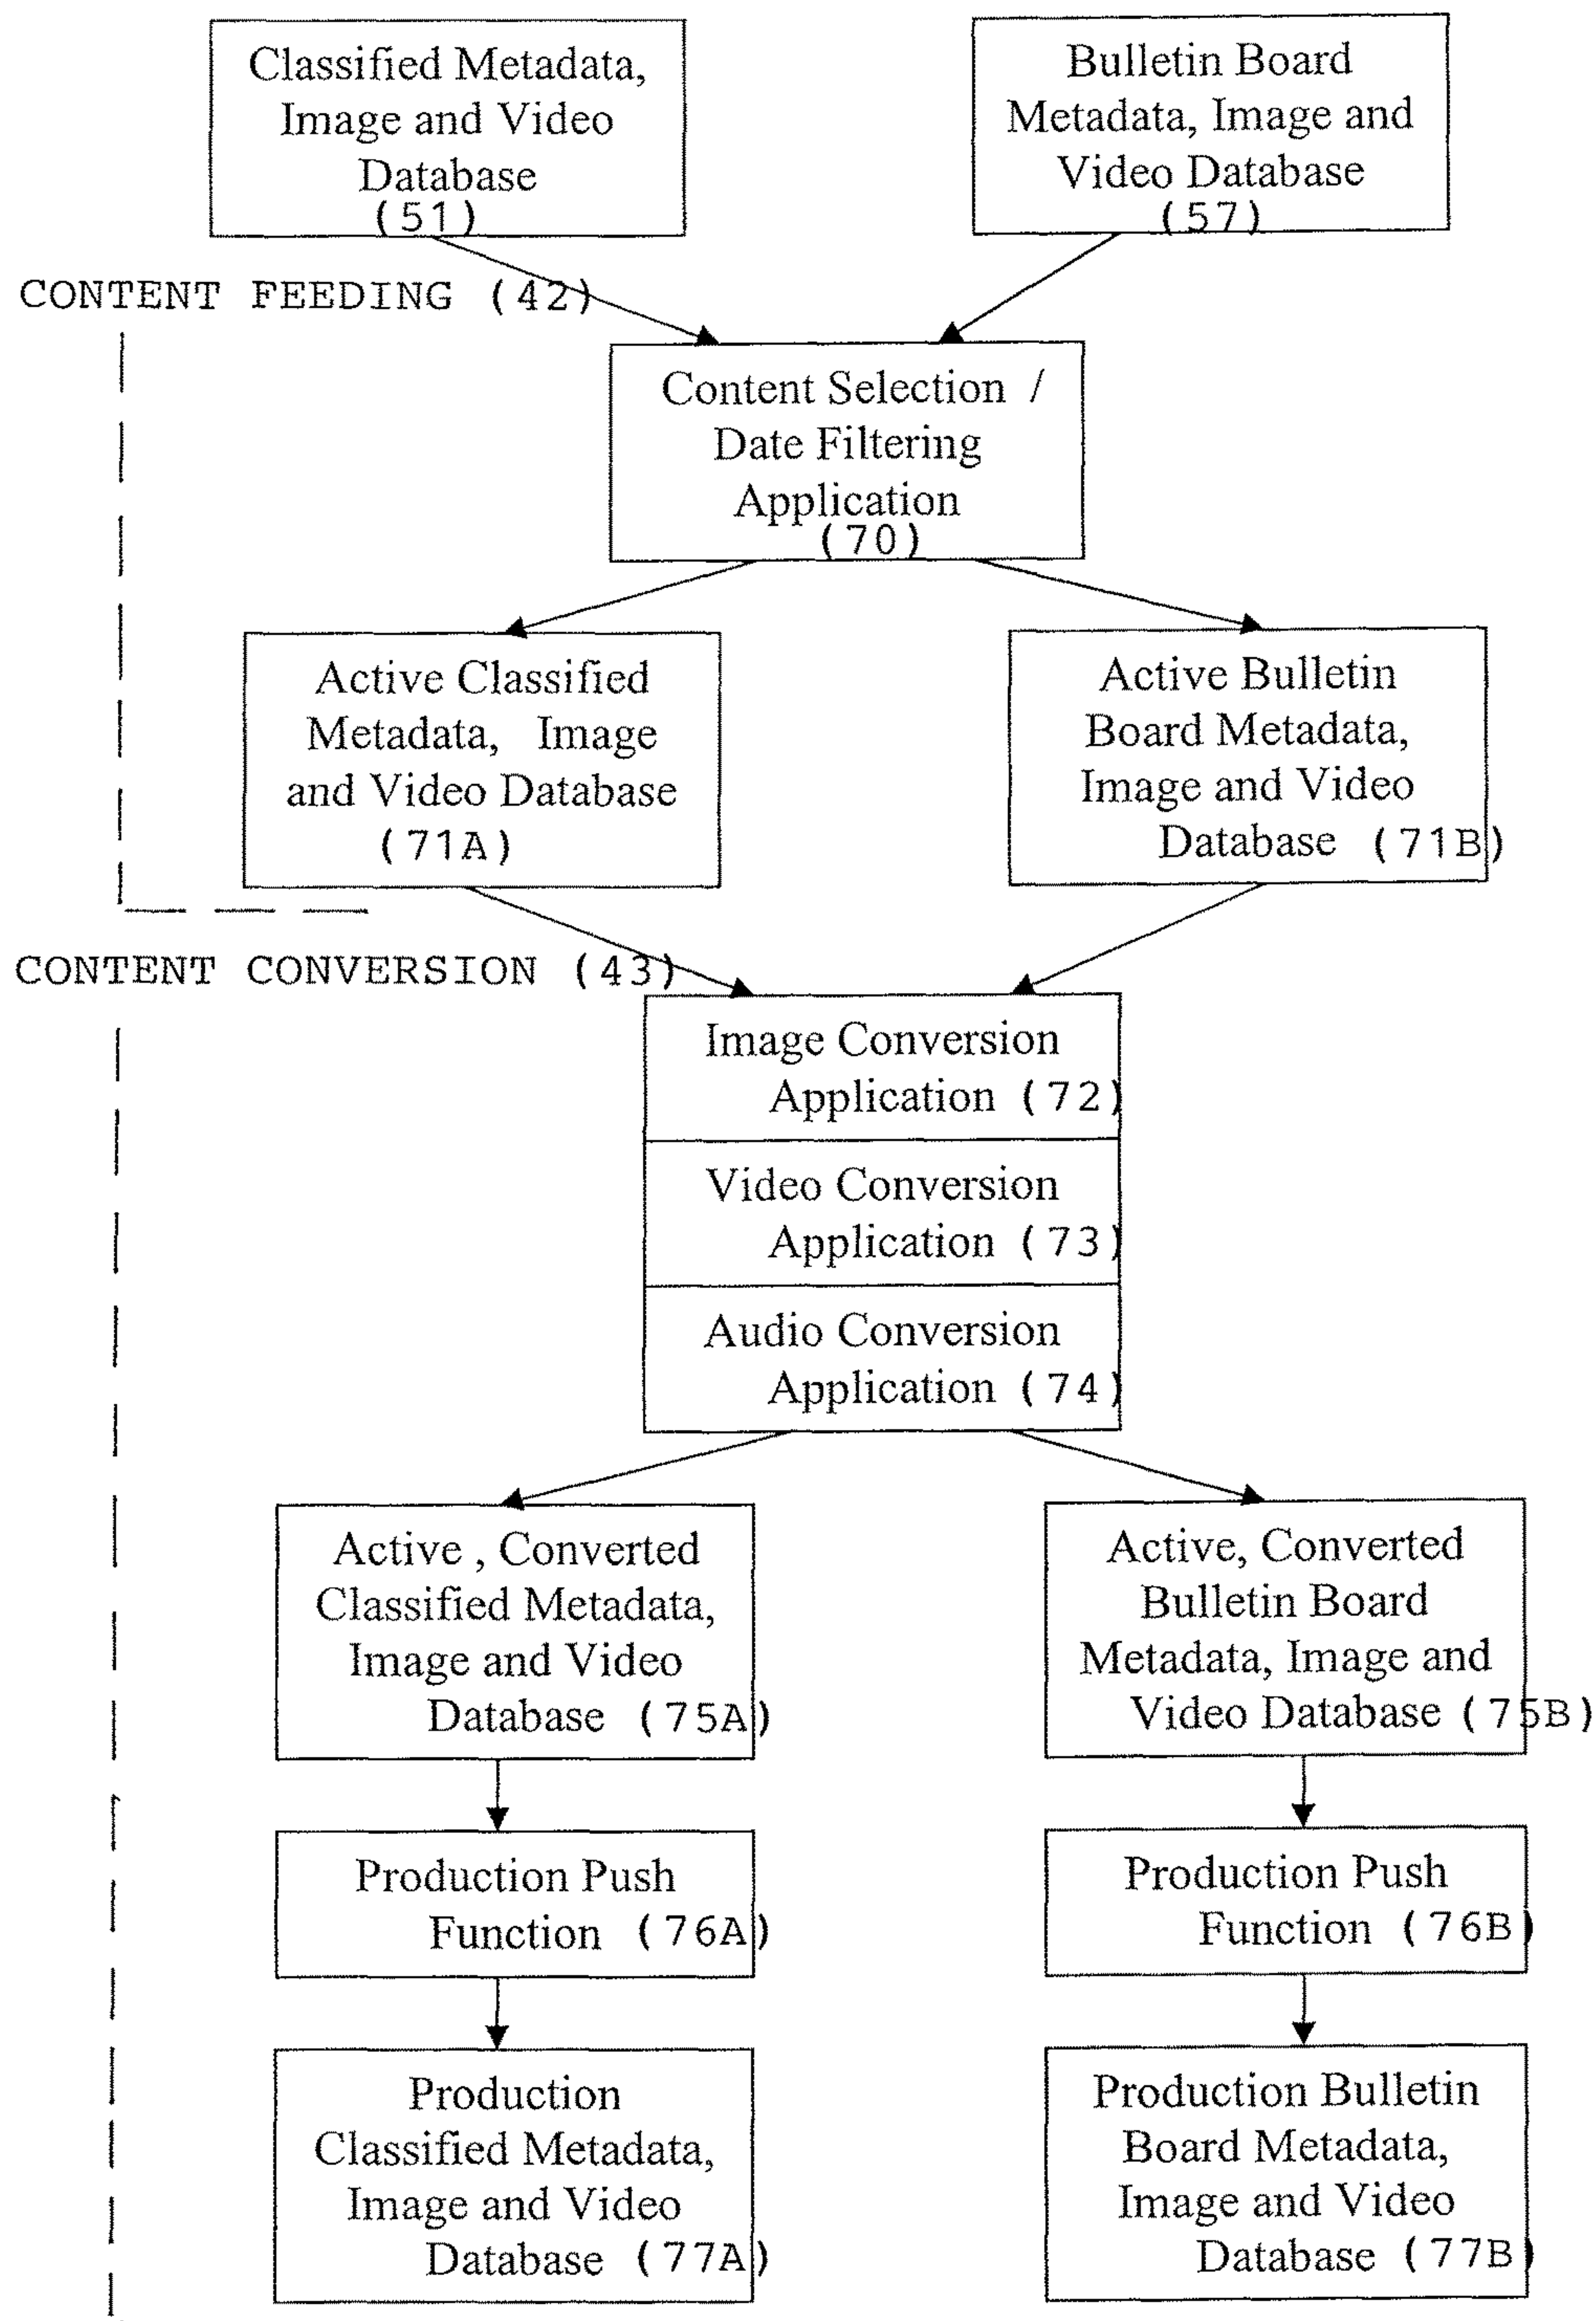 Classified Metadata,
Image and Video
Database
(51)
Bulletin Board
Metadata, Image and
Video Database
(57)
CONTENT FEEDING (42)
Content Selection /
Date Filtering
Application
(70)
Active Classified
Metadata, Image
and Video Database
(71A)
Active Bulletin
Board Metadata,
Image and Video
Database (71B)
CONTENT CONVERSION (43)
Image Conversion
Application (72)
Video Conversion
Application (73)
Audio Conversion
Application (74)
Active , Converted
Classified Metadata,
Image and Video
Database (75A)
Active, Converted
Bulletin Board
Metadata, Image and
Video Database (75B)
Production Push
Function (76A)
Production Push
Function (76B)
Production
Classified Metadata,
Image and Video
Database (77A)
Production Bulletin
Board Metadata,
Image and Video
Database (77B)